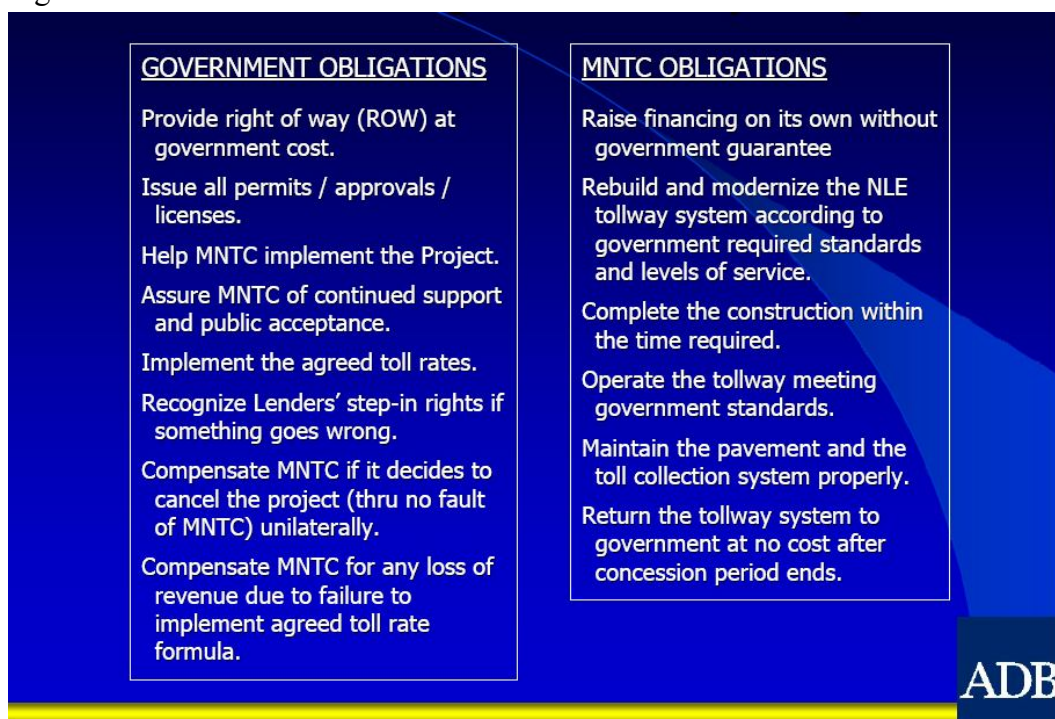 GOVERNMENT OBLIGATIONS
Provide right of way (ROW) at
government cost.
Issue all permits / approvals /
licenses.
Help MNTC implement the Project.
Assure MNTC of continued support
and public acceptance.
Implement the agreed toll rates.
Recognize Lenders’ step-in rights if
something goes wrong.
Compensate MNTC if it decides to
cancel the project (thru no fault
of MNTC) unilaterally.
Compensate MNTC for any loss of
revenue due to failure to
implement agreed toll rate
formula.
MNTC OBLIGATIONS
Raise financing on its own without
government guarantee
Rebuild and modernize the NLE
tollway system according to
government required standards
and levels of service.
Complete the construction within
the time required.
Operate the tollway meeting
government standards.
Maintain the pavement and the
toll collection system properly.
Return the tollway system to
government at no cost after
concession period ends.
ADB